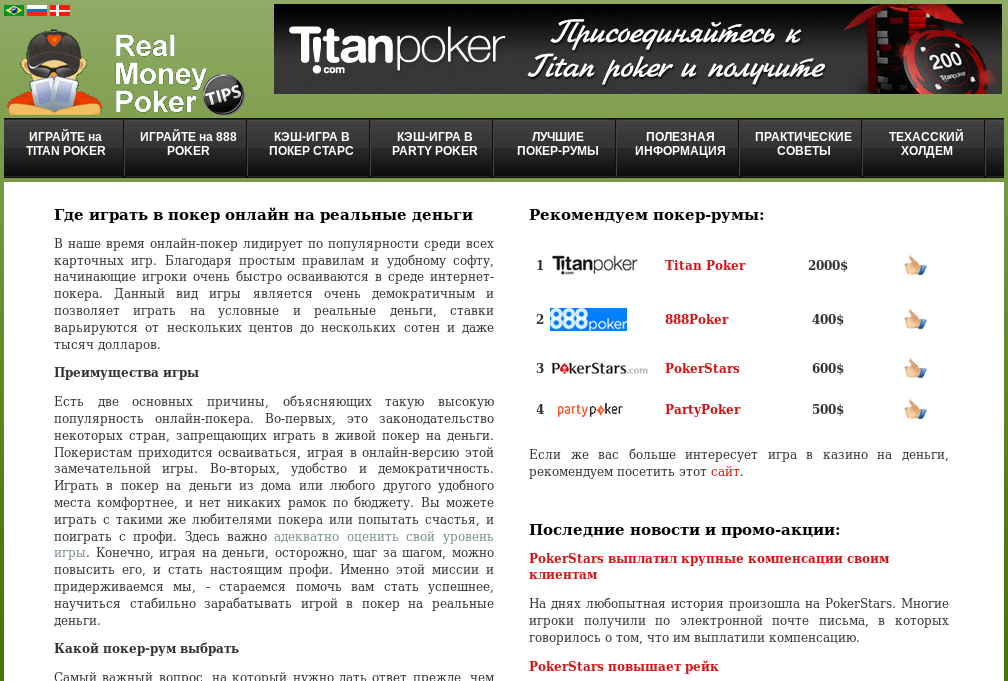 Real
Money
Poker TIPS
Titanpoker
.com
Присоединяйтесь к
Titan poker и получите
200
Titanpoker
ИГРАЙТЕ на
TITAN POKER
ИГРАЙТЕ на 888
POKER
КЭШ-ИГРА В
ПОКЕР СТАРС
КЭШ-ИГРА В
PARTY POKER
ЛУЧШИЕ
ПОКЕР-РУМЫ
ПОЛЕЗНАЯ
ИНФОРМАЦИЯ
ПРАКТИЧЕСКИЕ
СОВЕТЫ
ТЕХАССКИЙ
ХОЛДЕМ
Где играть в покер онлайн на реальные деньги
В наше время онлайн-покер лидирует по популярности среди всех
карточных игр. Благодаря простым правилам и удобному софту,
начинающие игроки очень быстро осваиваются в среде интернет-
покера. Данный вид игры является очень демократичным и
позволяет играть на условные и реальные деньги, ставки
варьируются от нескольких центов до нескольких сотен и даже
тысяч долларов.
Преимущества игры
Есть две основных причины, объясняющих такую высокую
популярность онлайн-покера. Во-первых, это законодательство
некоторых стран, запрещающих играть в живой покер на деньги.
Покеристам приходится осваиваться, играя в онлайн-версию этой
замечательной игры. Во-вторых, удобство и демократичность.
Играть в покер на деньги из дома или любого другого удобного
места комфортнее, и нет никаких рамок по бюджету. Вы можете
играть с такими же любителями покера или попытать счастья, и
поиграть с профи. Здесь важно адекватно оценить свой уровень
игры. Конечно, играя на деньги, осторожно, шаг за шагом, можно
повысить его, и стать настоящим профи. Именно этой миссии и
придерживаемся мы, - стараемся помочь вам стать успешнее,
научиться стабильно зарабатывать игрой в покер на реальные
деньги.
Какой покер-рум выбрать
Самый важный вопрос, на который нужно дать ответ прежде, чем
Рекомендуем покер-румы:
1 Titanpoker .com Titan Poker 2000$
2 888poker 888Poker 400$
3 PokerStars.com PokerStars 600$
4 partypoker PartyPoker 500$
Если же вас больше интересует игра в казино на деньги,
рекомендуем посетить этот сайт.
Последние новости и промо-акции:
PokerStars выплатил крупные компенсации своим
клиентам
На днях любопытная история произошла на PokerStars. Многие
игроки получили по электронной почте письма, в которых
говорилось о том, что им выплатили компенсацию.
PokerStars повышает рейк